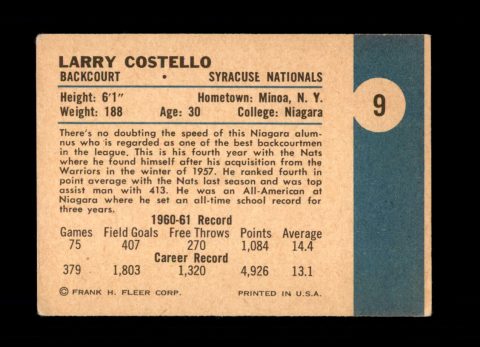 LARRY COSTELLO
BACKCOURT • SYRACUSE NATIONALS
9
Height: 6'1" Hometown: Minoa, N. Y.
Weight: 188 Age: 30 College: Niagara
There's no doubting the speed of this Niagara alum-
nus who is regarded as one of the best backcourtmen
in the league. This is his fourth year with the Nats
where he found himself after his acquisition from the
Warriors in the winter of 1957. He ranked fourth in
point average with the Nats last season and was top
assist man with 413. He was an All-American at
Niagara where he set an all-time school record for
three years.
1960-61 Record
Games Field Goals Free Throws Points Average
75 407 270 1,084 14.4
Career Record
379 1,803 1,320 4,926 13.1
© FRANK H. FLEER CORP. PRINTED IN U.S.A.